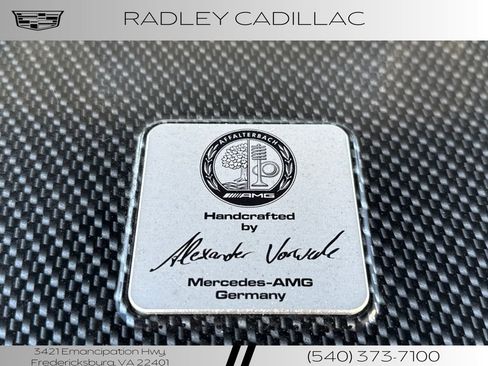 RADLEY CADILLAC
AFFALTERBACH
AMG
Handcrafted
by
Alexander
Mercedes-AMG
Germany
3421 Emancipation Hwy,
Fredericksburg, VA 22401
(540) 373-7100